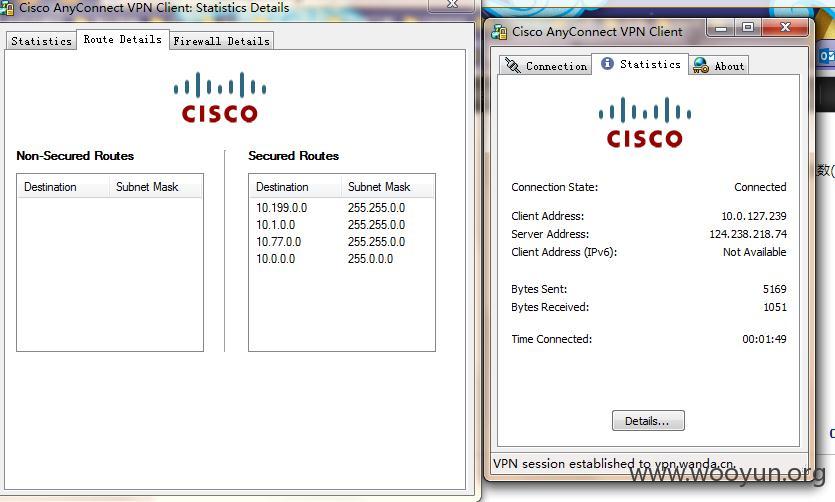 Cisco AnyConnect VPN Client: Statistics Details
Statistics Route Details Firewall Details
CISCO
Non-Secured Routes
Destination Subnet Mask
Secured Routes
Destination Subnet Mask
10.199.0.0 255.255.0.0
10.1.0.0 255.255.0.0
10.77.0.0 255.255.0.0
10.0.0.0 255.0.0.0
Cisco AnyConnect VPN Client
Connection Statistics About
CISCO
Connection State: Connected
Client Address: 10.0.127.239
Server Address: 124.238.218.74
Client Address (IPv6): Not Available
Bytes Sent: 5169
Bytes Received: 1051
Time Connected: 00:01:49
Details...
VPN session established to vpn.wanda.cn.
www.wooyun.org
数(